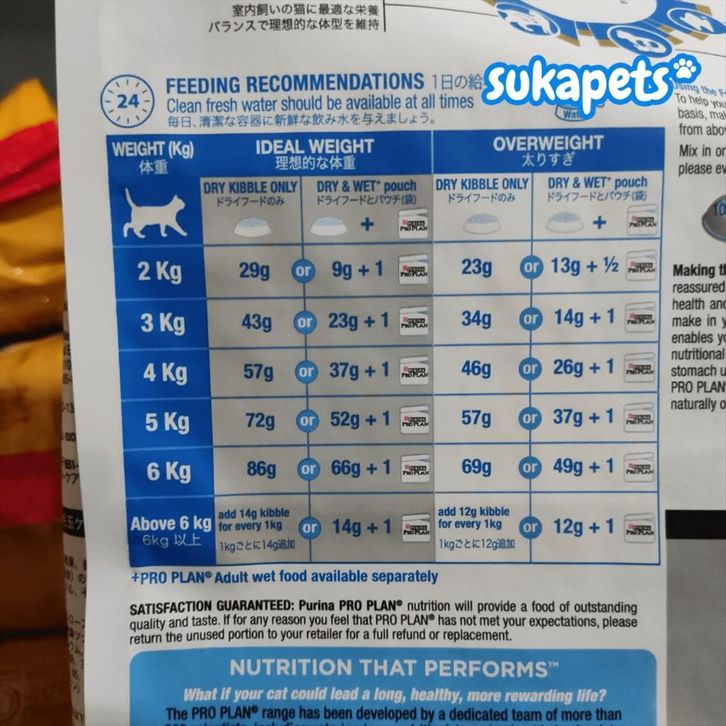 室内飼いの猫に最適な栄養
バランスで理想的な体型を維持
24
FEEDING RECOMMENDATIONS 1日の給
Clean fresh water should be available at all times
毎日、清潔な容器に新鮮な飲み水を与えましょう。
sukapets
WEIGHT (Kg)
体重
IDEAL WEIGHT
理想的な体重
OVERWEIGHT
太りすぎ
DRY KIBBLE ONLY
ドライフードのみ
DRY & WET+ pouch
ドライフードとパウチ(袋)
DRY KIBBLE ONLY
ドライフードのみ
DRY & WET+ pouch
ドライフードとパウチ(袋)
+ PRO PLAN + PRO PLAN
2 Kg 29g or 9g + 1 23g or 13g + ½
3 Kg 43g or 23g + 1 34g or 14g + 1
4 Kg 57g or 37g + 1 46g or 26g + 1
5 Kg 72g or 52g + 1 57g or 37g + 1
6 Kg 86g or 66g + 1 69g or 49g + 1
Above 6 kg
6kg 以上
add 14g kibble
for every 1kg
1kgごとに14g追加
or 14g + 1
add 12g kibble
for every 1kg
1kgごとに12g追加
or 12g + 1
+PRO PLAN® Adult wet food available separately
SATISFACTION GUARANTEED: Purina PRO PLAN® nutrition will provide a food of outstanding
quality and taste. If for any reason you feel that PRO PLAN® has not met your expectations, please
return the unused portion to your retailer for a full refund or replacement.
NUTRITION THAT PERFORMS™
What if your cat could lead a long, healthy, more rewarding life?
The PRO PLAN® range has been developed by a dedicated team of more than
To help you
basis, mak
from abov
Mix in or
please ev
Making th
reassured
health and
make in y
enables yo
nutritional
stomach u
PRO PLAN
naturally o